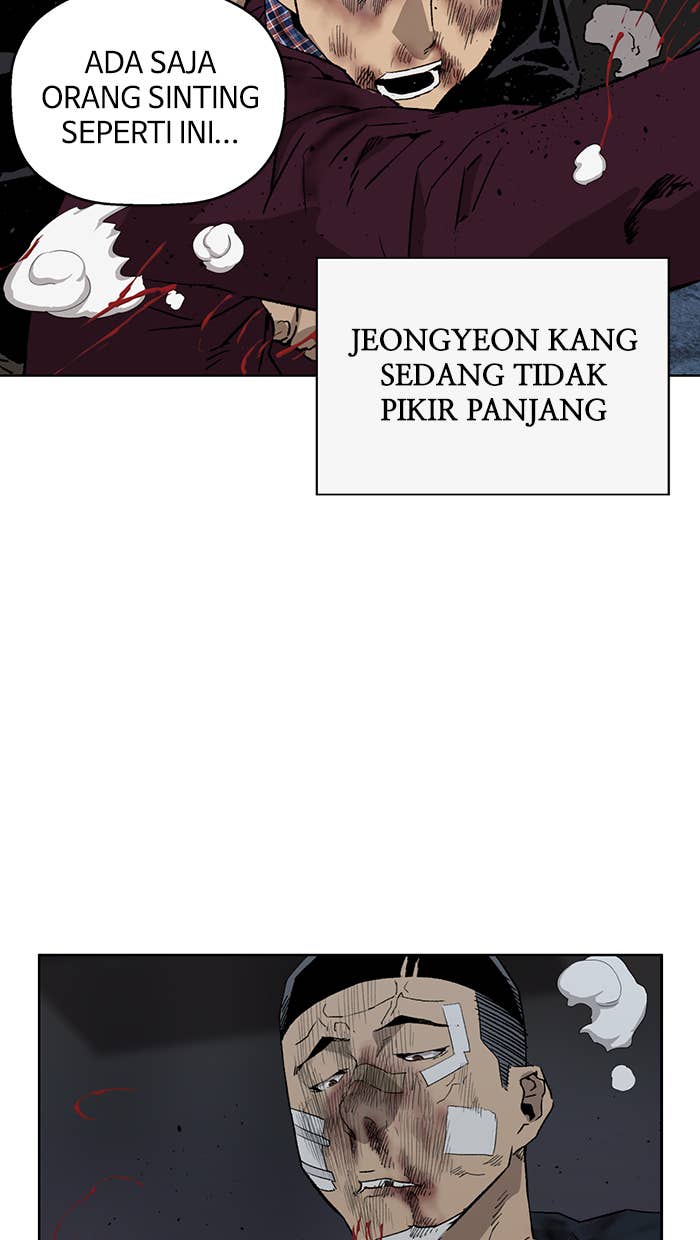 ADA SAJA
ORANG SINTING
SEPERTI INI...
JEONGYEON KANG
SEDANG TIDAK
PIKIR PANJANG